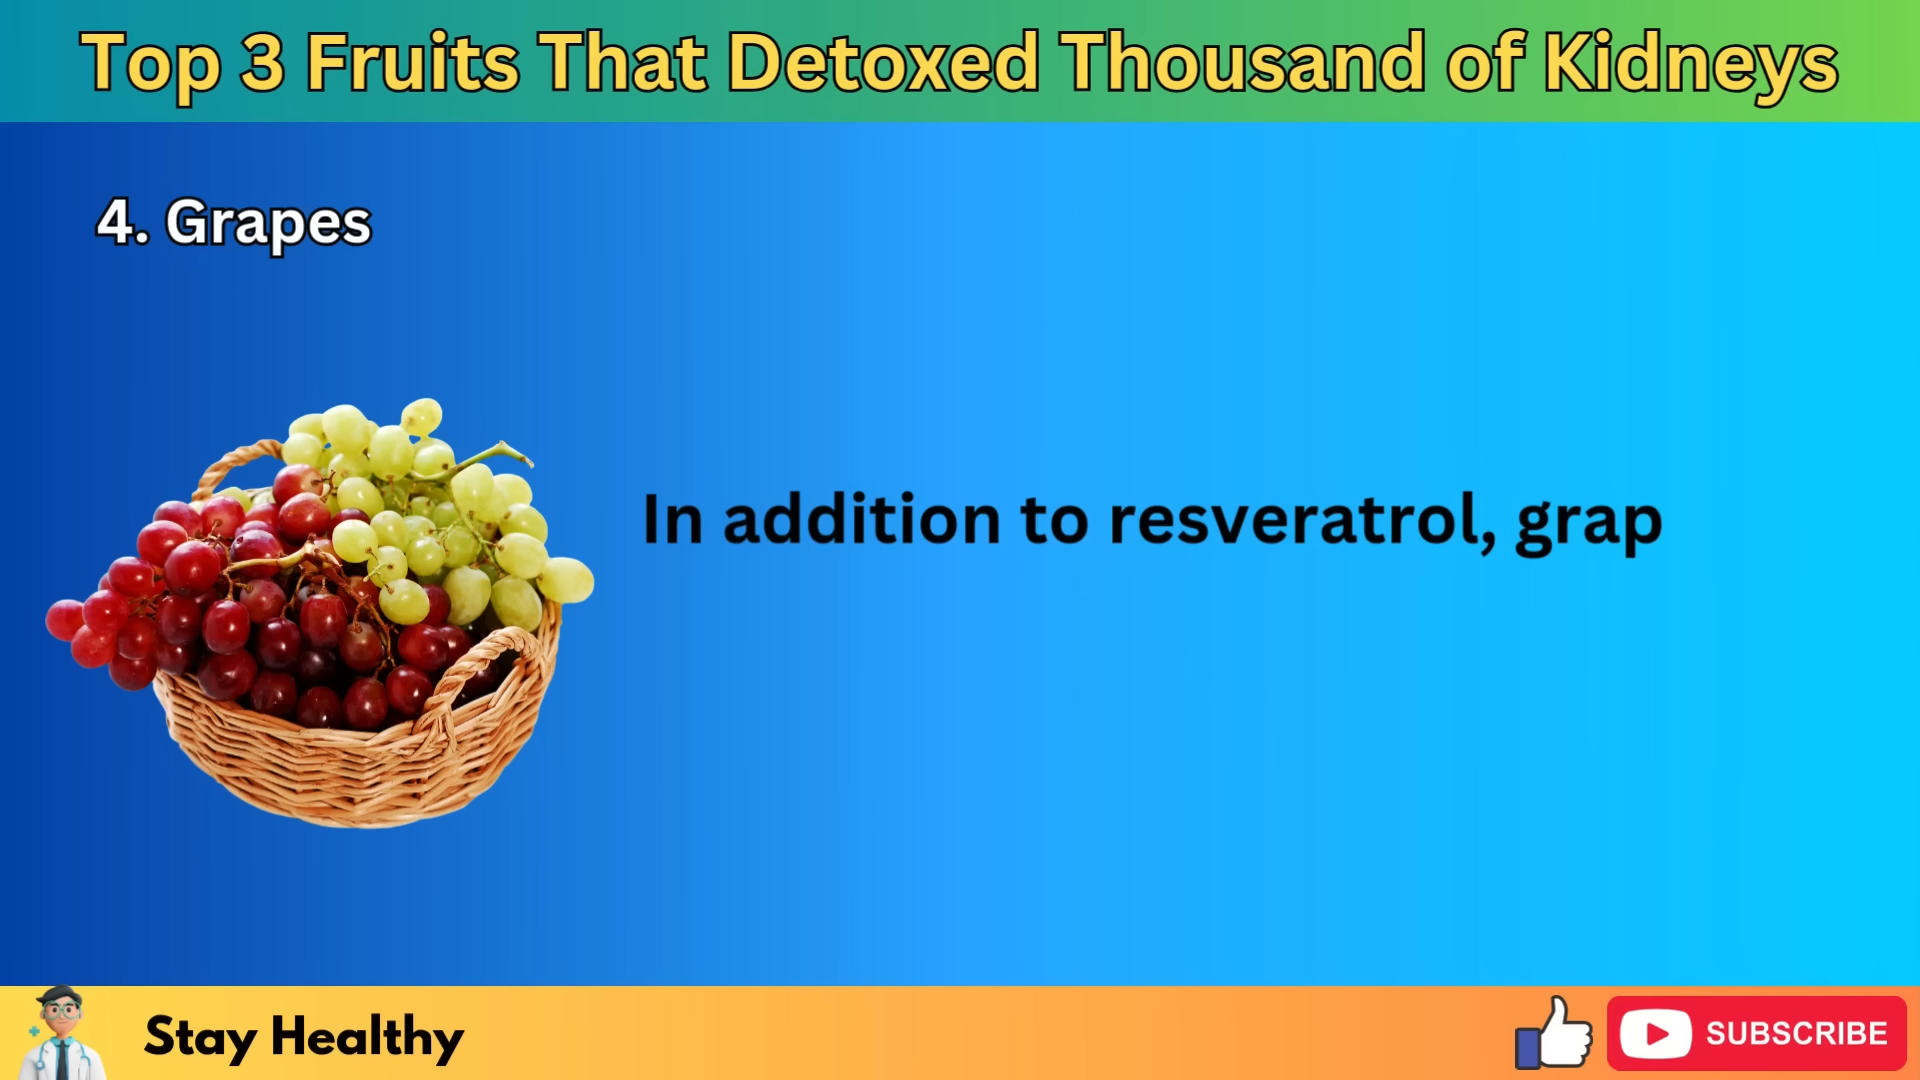 Top 3 Fruits That Detoxed Thousand of Kidneys
4. Grapes
In addition to resveratrol, grap
Stay Healthy
SUBSCRIBE